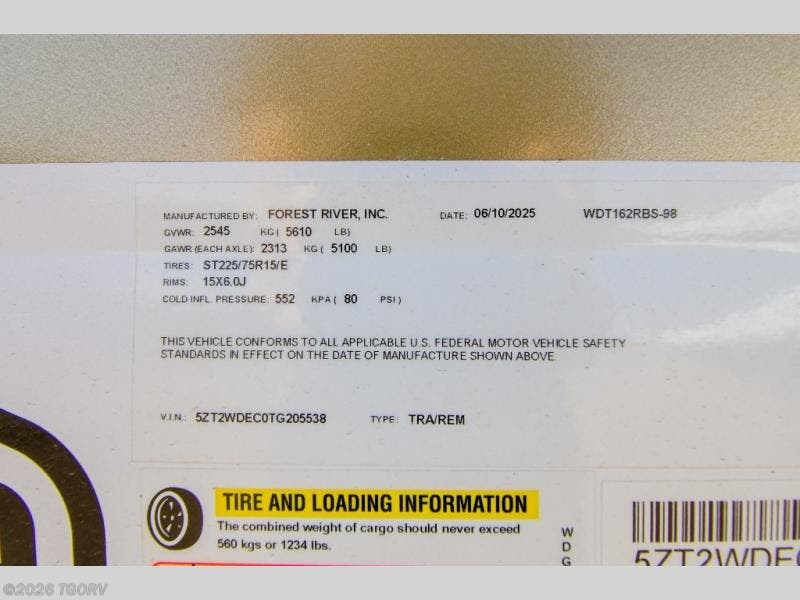 MANUFACTURED BY: FOREST RIVER, INC. DATE: 06/10/2025 WDT162RBS-98
GVWR: 2545 KG ( 5610 LB)
GAWR (EACH AXLE): 2313 KG ( 5100 LB)
TIRES: ST225/75R15/E
RIMS: 15X6.0J
COLD INFL. PRESSURE: 552 KPA ( 80 PSI )
THIS VEHICLE CONFORMS TO ALL APPLICABLE U.S. FEDERAL MOTOR VEHICLE SAFETY
STANDARDS IN EFFECT ON THE DATE OF MANUFACTURE SHOWN ABOVE.
V.I.N.: 5ZT2WDEC0TG205538 TYPE: TRA/REM
TIRE AND LOADING INFORMATION
The combined weight of cargo should never exceed
560 kgs or 1234 lbs.
W
D
G
5ZT2WDEC
©2026 TGORV